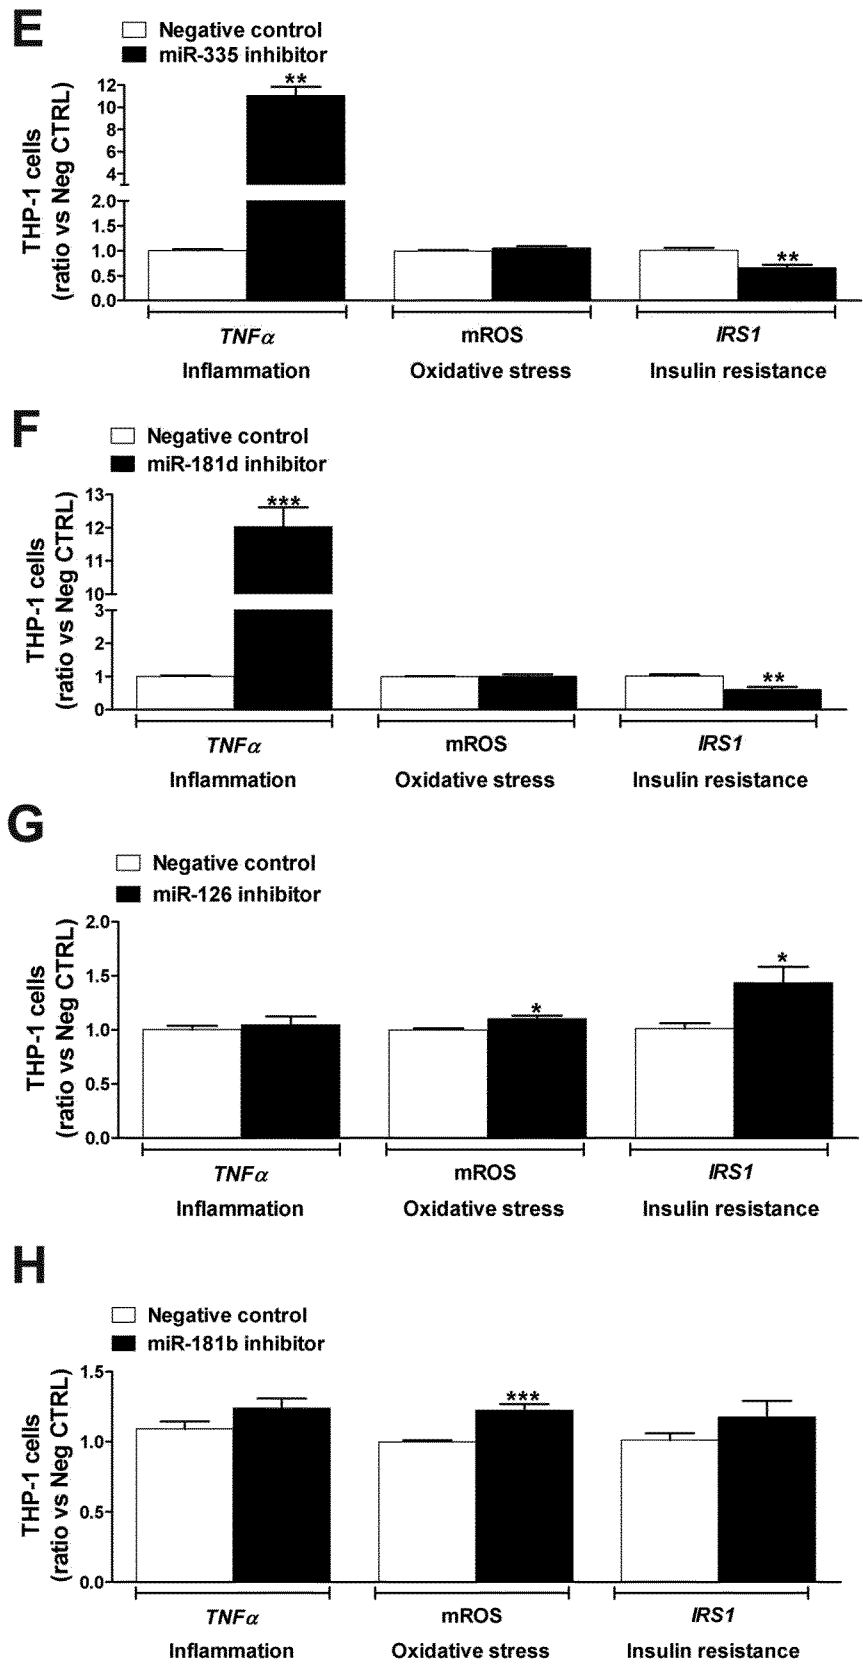 E
Negative control
miR-335 inhibitor
THP-1 cells
(ratio vs Neg CTRL)
12
10
8
6
4
2.0
1.5
1.0
0.5
0.0
**
**
TNFα mROS IRS1
Inflammation Oxidative stress Insulin resistance
F
Negative control
miR-181d inhibitor
THP-1 cells
(ratio vs Neg CTRL)
13
12
11
10
3
2
1
0
***
**
TNFα mROS IRS1
Inflammation Oxidative stress Insulin resistance
G
Negative control
miR-126 inhibitor
THP-1 cells
(ratio vs Neg CTRL)
2.0
1.5
1.0
0.5
0.0
*
*
TNFα mROS IRS1
Inflammation Oxidative stress Insulin resistance
H
Negative control
miR-181b inhibitor
THP-1 cells
(ratio vs Neg CTRL)
1.5
1.0
0.5
0.0
***
TNFα mROS IRS1
Inflammation Oxidative stress Insulin resistance